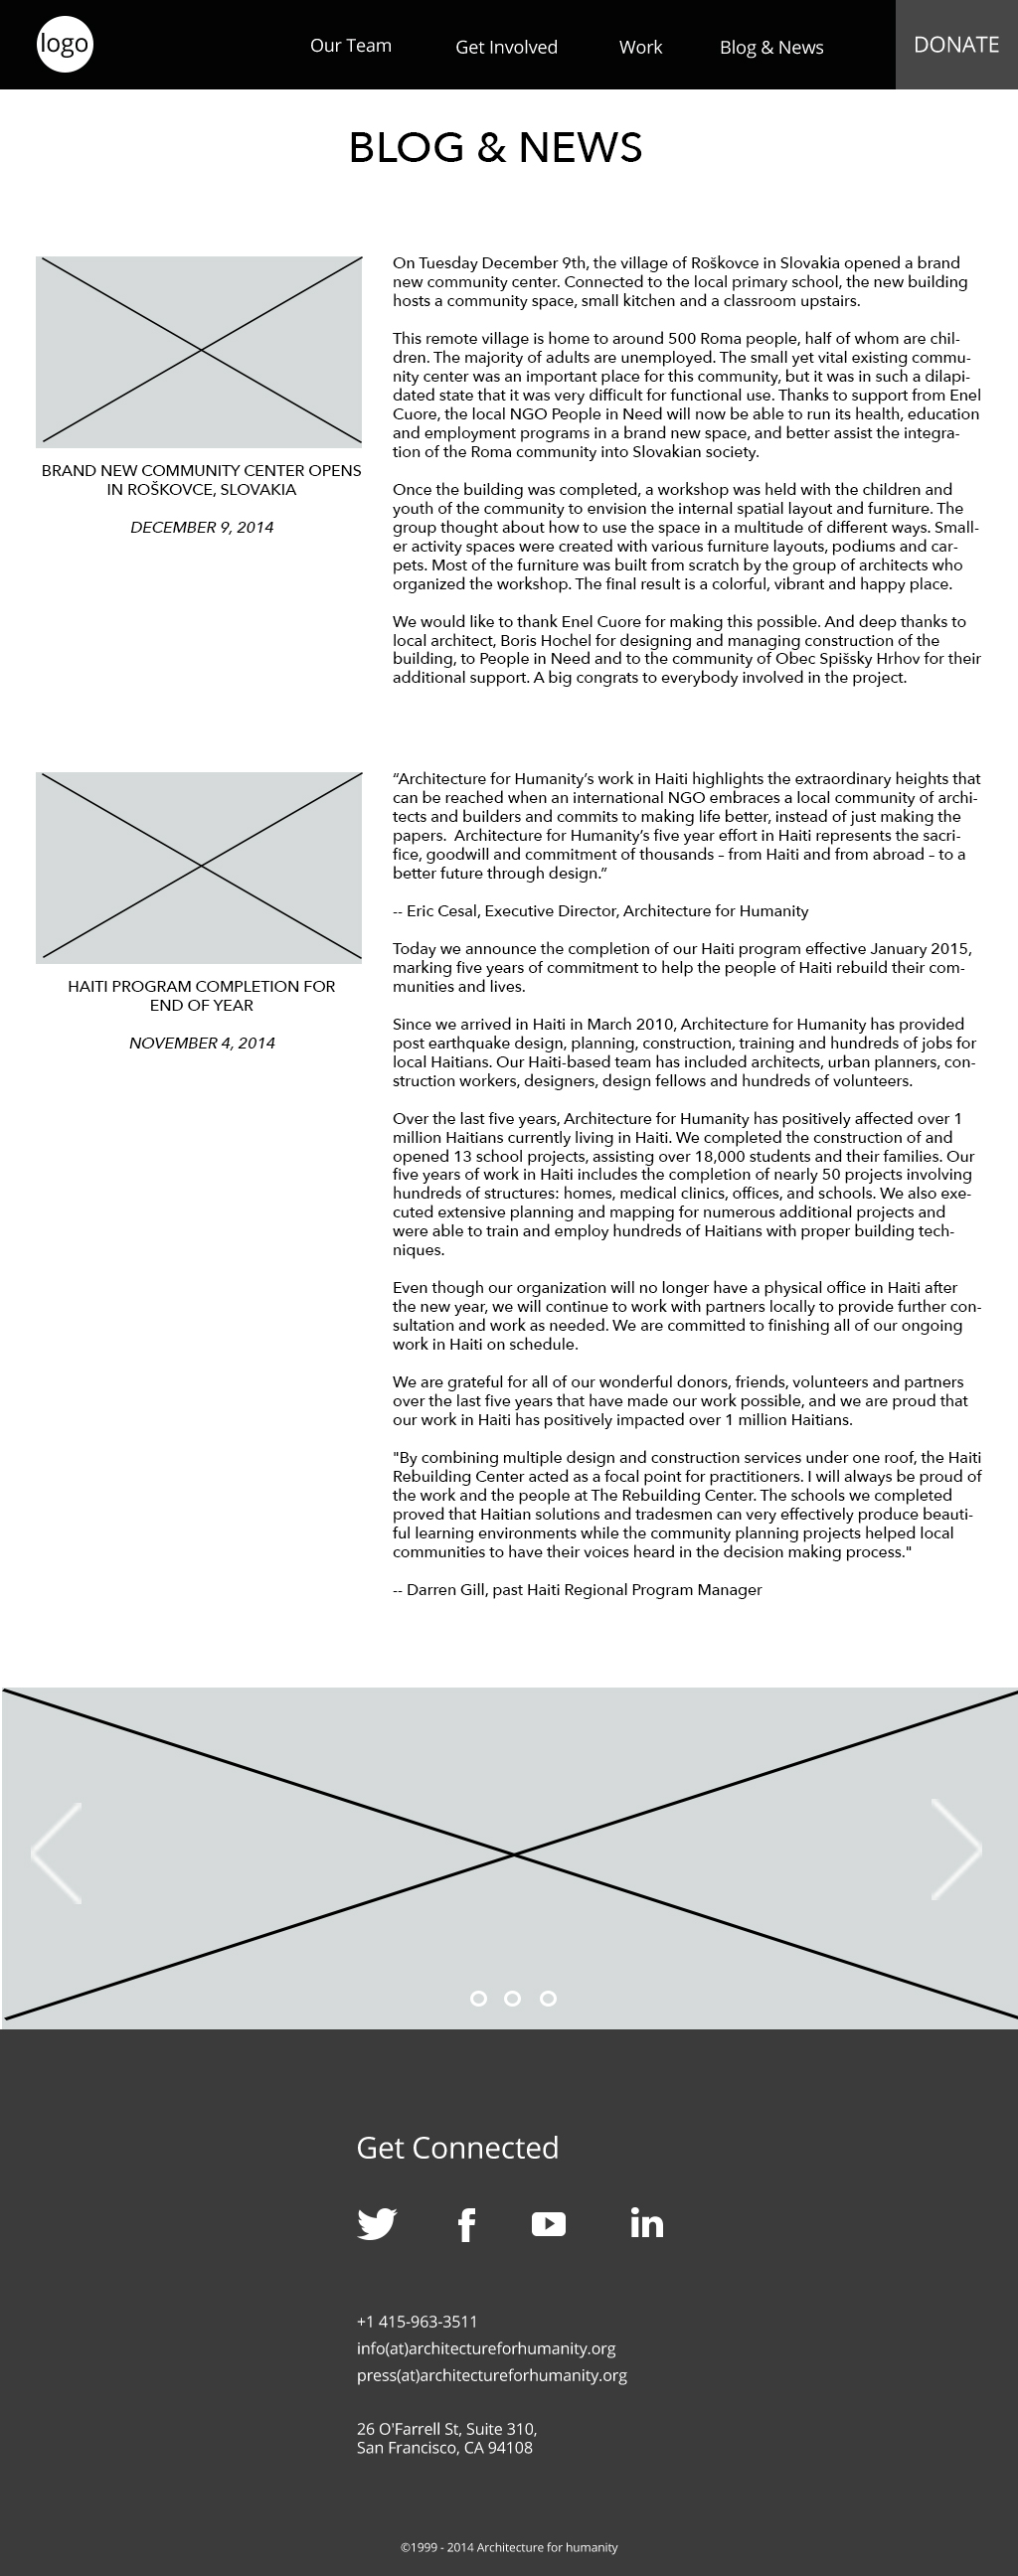 logo
Our Team
Get Involved
Work
Blog & News
DONATE
BLOG & NEWS
BRAND NEW COMMUNITY CENTER OPENS
IN ROŠKOVCE, SLOVAKIA
DECEMBER 9, 2014
On Tuesday December 9th, the village of Roškovce in Slovakia opened a brand
new community center. Connected to the local primary school, the new building
hosts a community space, small kitchen and a classroom upstairs.
This remote village is home to around 500 Roma people, half of whom are chil-
dren. The majority of adults are unemployed. The small yet vital existing commu-
nity center was an important place for this community, but it was in such a dilapi-
dated state that it was very difficult for functional use. Thanks to support from Enel
Cuore, the local NGO People in Need will now be able to run its health, education
and employment programs in a brand new space, and better assist the integra-
tion of the Roma community into Slovakian society.
Once the building was completed, a workshop was held with the children and
youth of the community to envision the internal spatial layout and furniture. The
group thought about how to use the space in a multitude of different ways. Small-
er activity spaces were created with various furniture layouts, podiums and car-
pets. Most of the furniture was built from scratch by the group of architects who
organized the workshop. The final result is a colorful, vibrant and happy place.
We would like to thank Enel Cuore for making this possible. And deep thanks to
local architect, Boris Hochel for designing and managing construction of the
building, to People in Need and to the community of Obec Spišsky Hrhov for their
additional support. A big congrats to everybody involved in the project.
HAITI PROGRAM COMPLETION FOR
END OF YEAR
NOVEMBER 4, 2014
“Architecture for Humanity’s work in Haiti highlights the extraordinary heights that
can be reached when an international NGO embraces a local community of archi-
tects and builders and commits to making life better, instead of just making the
papers.  Architecture for Humanity’s five year effort in Haiti represents the sacri-
fice, goodwill and commitment of thousands – from Haiti and from abroad – to a
better future through design.”
-- Eric Cesal, Executive Director, Architecture for Humanity
Today we announce the completion of our Haiti program effective January 2015,
marking five years of commitment to help the people of Haiti rebuild their com-
munities and lives.
Since we arrived in Haiti in March 2010, Architecture for Humanity has provided
post earthquake design, planning, construction, training and hundreds of jobs for
local Haitians. Our Haiti-based team has included architects, urban planners, con-
struction workers, designers, design fellows and hundreds of volunteers.
Over the last five years, Architecture for Humanity has positively affected over 1
million Haitians currently living in Haiti. We completed the construction of and
opened 13 school projects, assisting over 18,000 students and their families. Our
five years of work in Haiti includes the completion of nearly 50 projects involving
hundreds of structures: homes, medical clinics, offices, and schools. We also exe-
cuted extensive planning and mapping for numerous additional projects and
were able to train and employ hundreds of Haitians with proper building tech-
niques.
Even though our organization will no longer have a physical office in Haiti after
the new year, we will continue to work with partners locally to provide further con-
sultation and work as needed. We are committed to finishing all of our ongoing
work in Haiti on schedule.
We are grateful for all of our wonderful donors, friends, volunteers and partners
over the last five years that have made our work possible, and we are proud that
our work in Haiti has positively impacted over 1 million Haitians.
"By combining multiple design and construction services under one roof, the Haiti
Rebuilding Center acted as a focal point for practitioners. I will always be proud of
the work and the people at The Rebuilding Center. The schools we completed
proved that Haitian solutions and tradesmen can very effectively produce beauti-
ful learning environments while the community planning projects helped local
communities to have their voices heard in the decision making process."
-- Darren Gill, past Haiti Regional Program Manager
Get Connected
f
in
+1 415-963-3511
info(at)architectureforhumanity.org
press(at)architectureforhumanity.org
26 O'Farrell St, Suite 310,
San Francisco, CA 94108
©1999 - 2014 Architecture for humanity